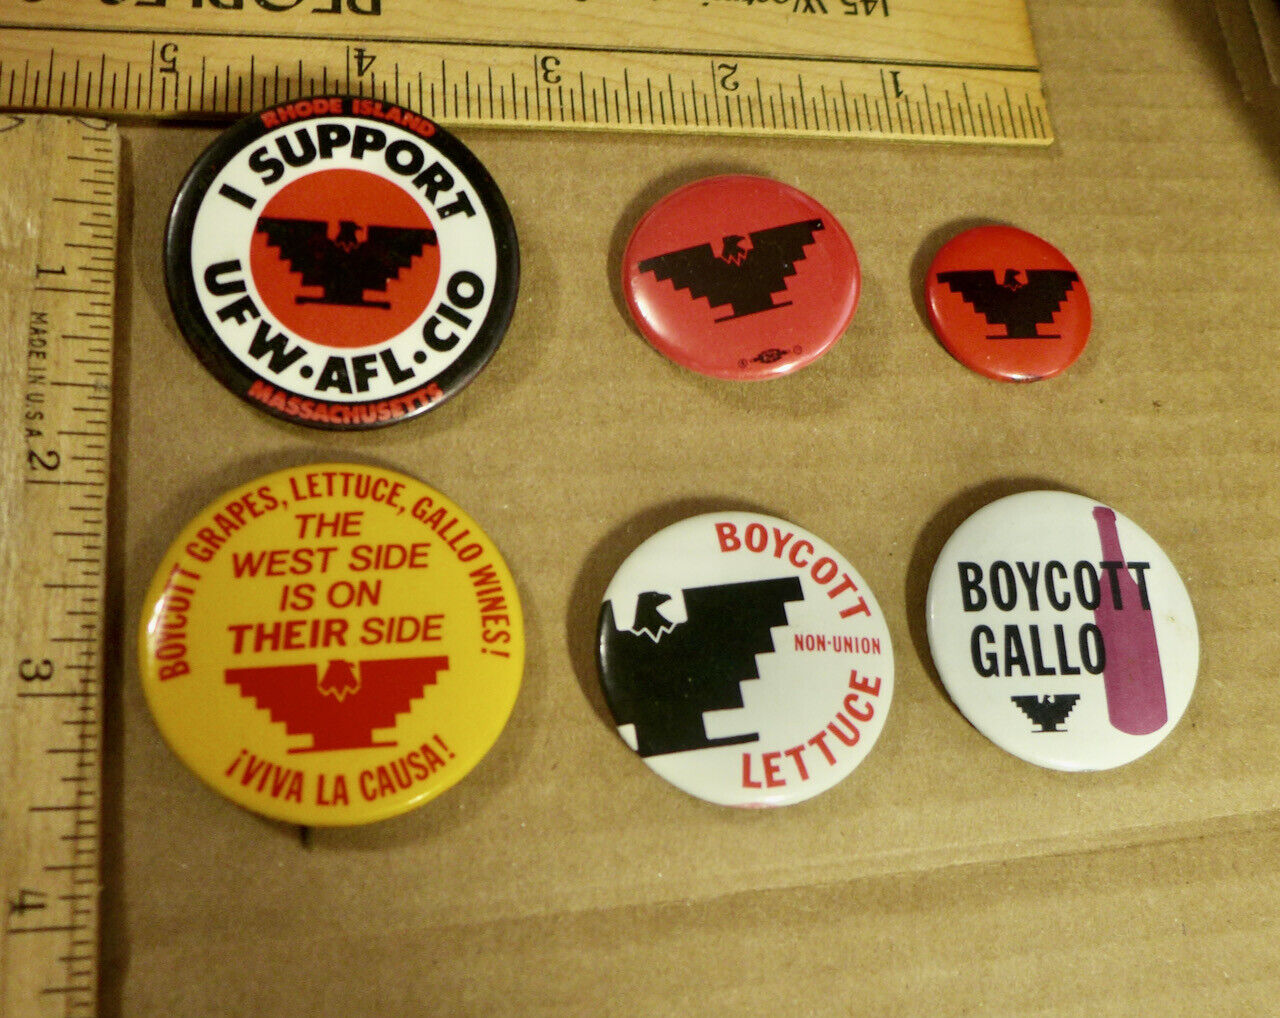 145
5 4 3 2 1
1
MADE IN U.S.A.
2
3
4
RHODE ISLAND
I SUPPORT
UFW · AFL · CIO
MASSACHUSETTS
BOYCOTT GRAPES, LETTUCE, GALLO WINES!
THE
WEST SIDE
IS ON
THEIR SIDE
¡VIVA LA CAUSA!
BOYCOTT
NON-UNION
LETTUCE
BOYCOTT
GALLO